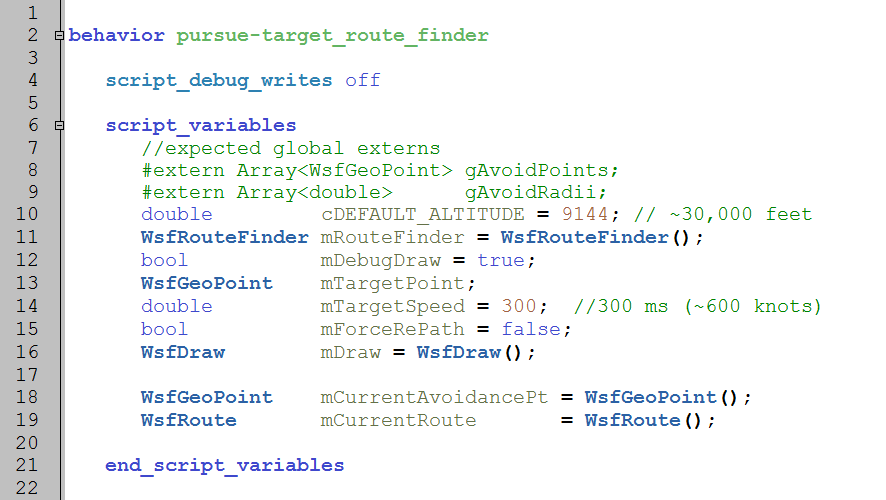 1
2 behavior pursue-target_route_finder
3
4 script_debug_writes off
5
6 script_variables
7 //expected global externs
8 #extern Array<WsfGeoPoint> gAvoidPoints;
9 #extern Array<double> gAvoidRadii;
10 double cDEFAULT_ALTITUDE = 9144; // ~30,000 feet
11 WsfRouteFinder mRouteFinder = WsfRouteFinder();
12 bool mDebugDraw = true;
13 WsfGeoPoint mTargetPoint;
14 double mTargetSpeed = 300; //300 ms (~600 knots)
15 bool mForceRePath = false;
16 WsfDraw mDraw = WsfDraw();
17
18 WsfGeoPoint mCurrentAvoidancePt = WsfGeoPoint();
19 WsfRoute mCurrentRoute = WsfRoute();
20
21 end_script_variables
22